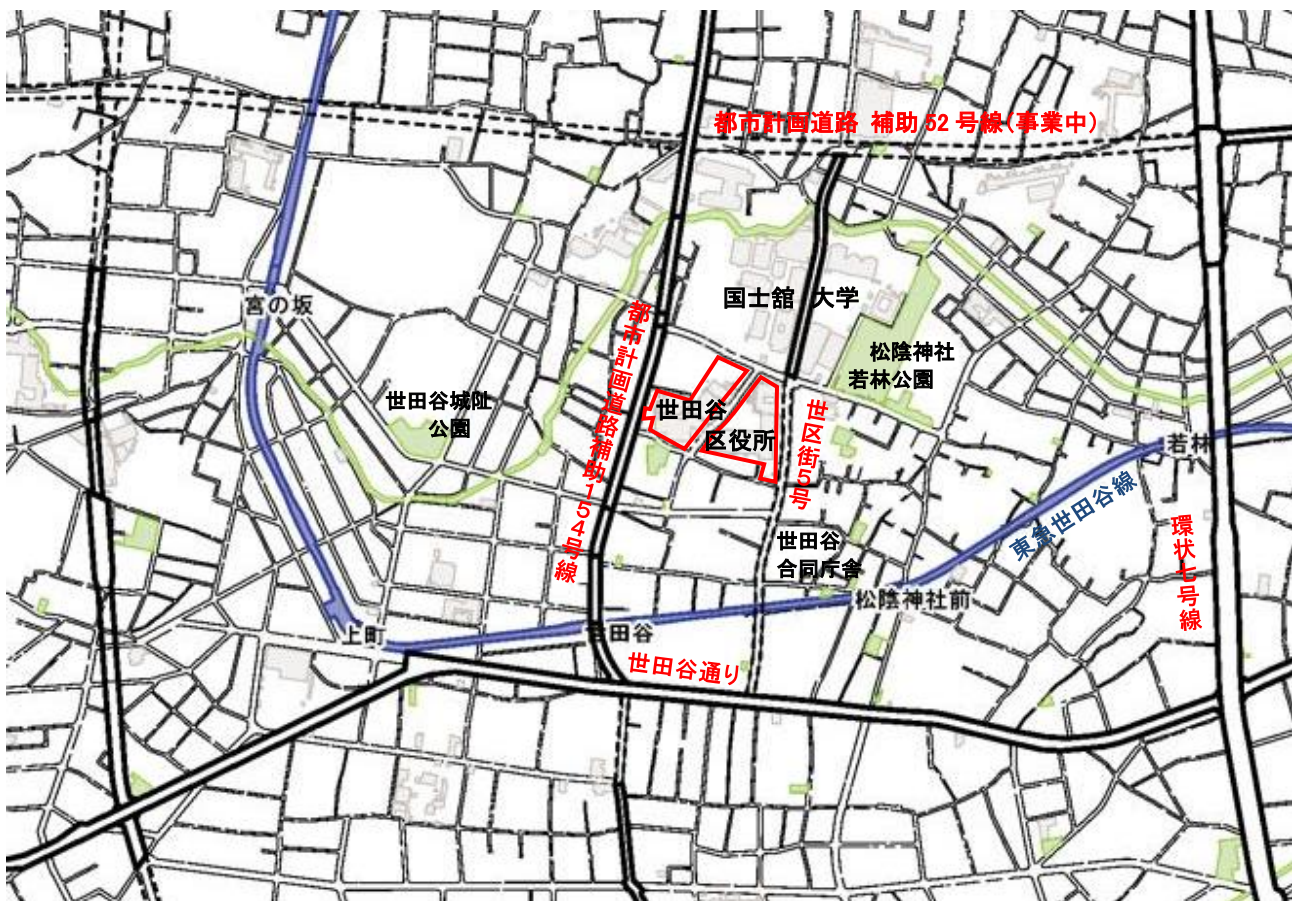 都市計画道路 補助52号線(事業中)
宮の坂
国士舘 大学
都市計画道路補助154号線
松陰神社
若林公園
世田谷城阯
公園
世田谷
区役所
世区街5号
若林
東急世田谷線
環状七号線
世田谷
合同庁舎
松陰神社前
上町
世田谷
世田谷通り